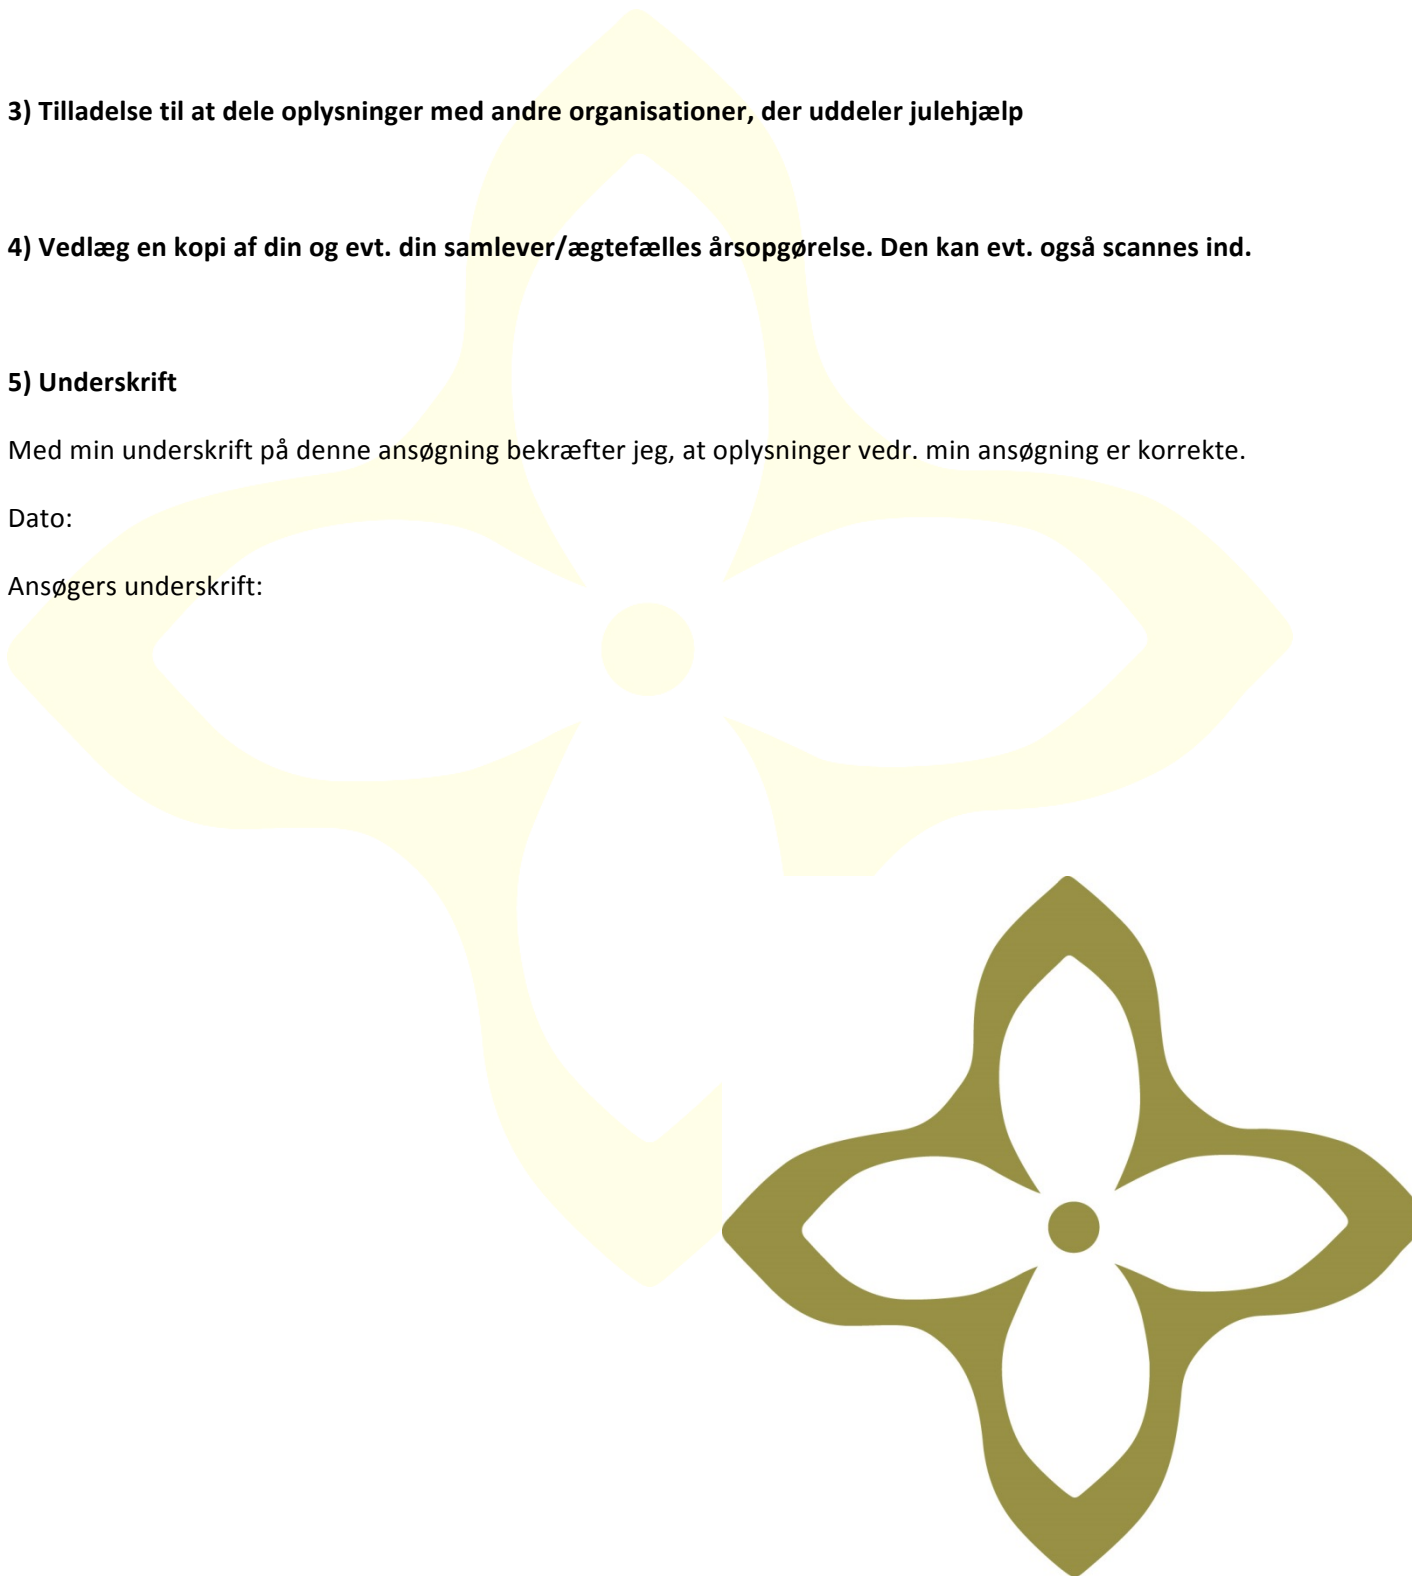 3) Tilladelse til at dele oplysninger med andre organisationer, der uddeler julehjælp
4) Vedlæg en kopi af din og evt. din samlever/ægtefælles årsopgørelse. Den kan evt. også scannes ind.
5) Underskrift
Med min underskrift på denne ansøgning bekræfter jeg, at oplysninger vedr. min ansøgning er korrekte.
Dato:
Ansøgers underskrift: